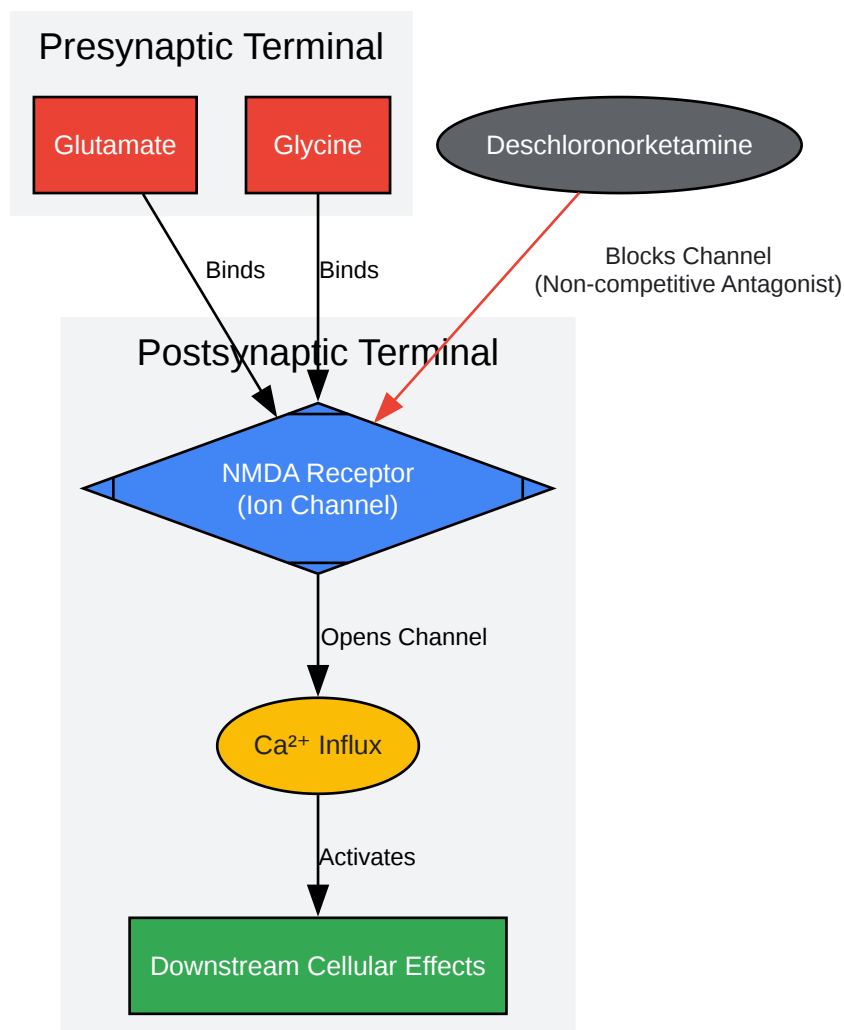 Presynaptic Terminal
Glutamate
Glycine
Deschloronorketamine
Binds
Binds
Blocks Channel
(Non-competitive Antagonist)
Postsynaptic Terminal
NMDA Receptor
(Ion Channel)
Opens Channel
Ca²⁺ Influx
Activates
Downstream Cellular Effects